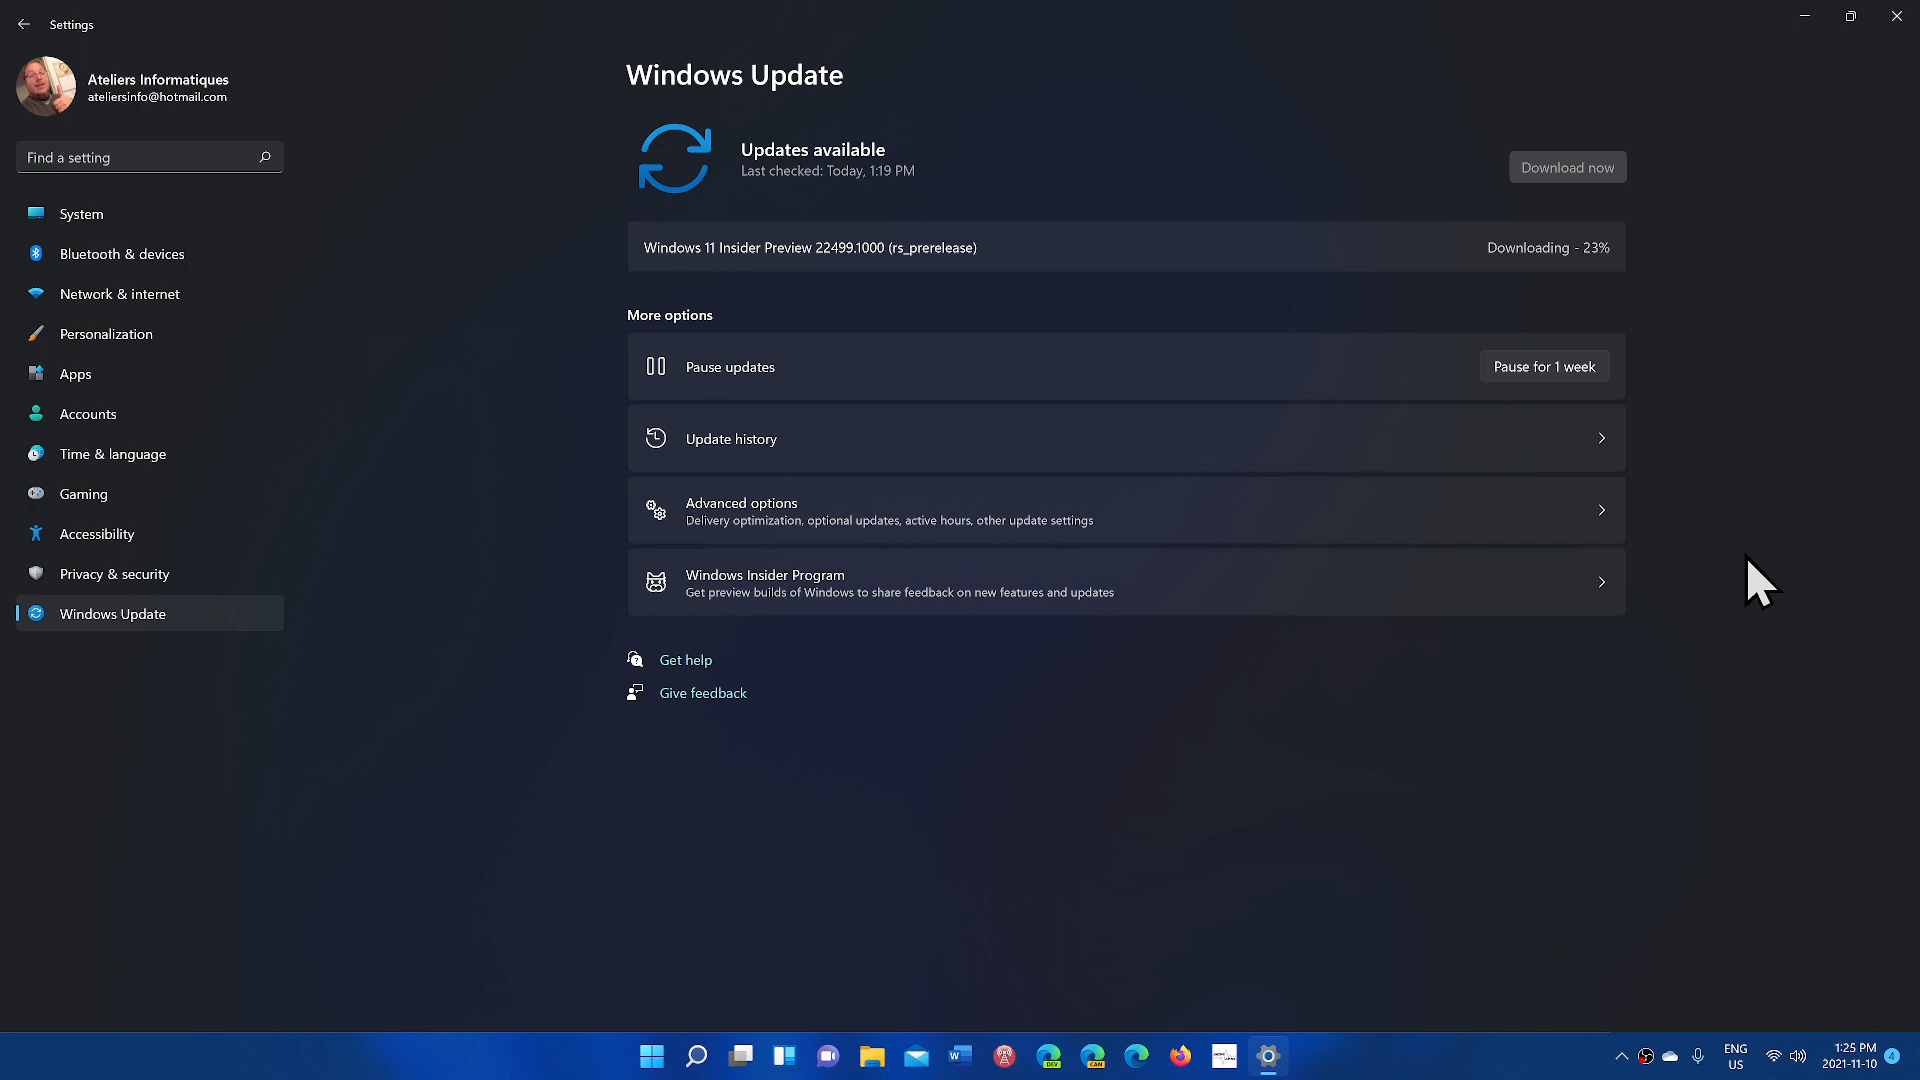 Settings
Ateliers Informatiques
ateliersinfo@hotmail.com
Find a setting
System
Bluetooth & devices
Network & internet
Personalization
Apps
Accounts
Time & language
Gaming
Accessibility
Privacy & security
Windows Update
Windows Update
Updates available
Last checked: Today, 1:19 PM
Download now
Windows 11 Insider Preview 22499.1000 (rs_prerelease)
Downloading - 23%
More options
Pause updates
Pause for 1 week
Update history
Advanced options
Delivery optimization, optional updates, active hours, other update settings
Windows Insider Program
Get preview builds of Windows to share feedback on new features and updates
Get help
Give feedback
W
DEV
CAN
ENG
US
1:25 PM
2021-11-10
4